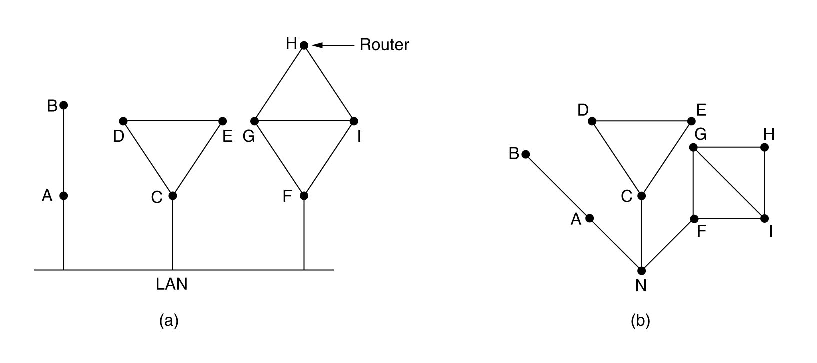 H Router
B
D E G I
A C F
LAN
(a)
D E
G H
B
C
A F I
N
(b)